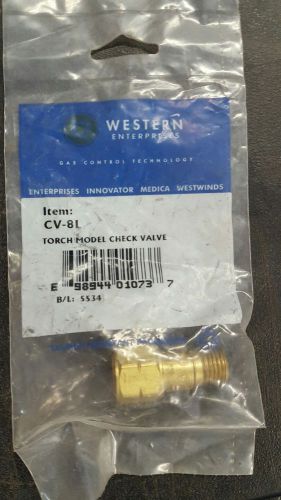 WESTERN
ENTERPRISES
GAS CONTROL TECHNOLOGY
ENTERPRISES INNOVATOR MEDICA WESTWINDS
Item:
CV-8L
TORCH MODEL CHECK VALVE
E 98944 01073 7
B/L: 5534